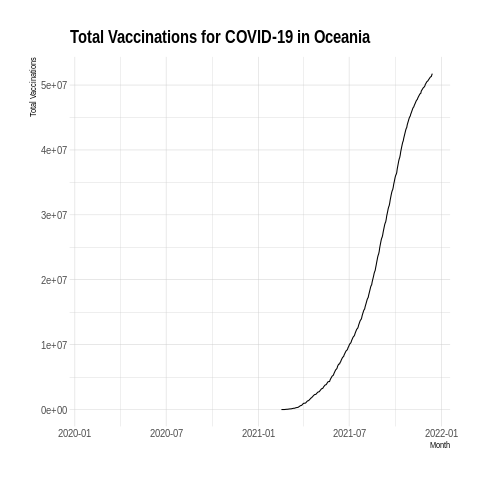 Total Vaccinations for COVID-19 in Oceania
Total Vaccinations
5e+07
4e+07
3e+07
2e+07
1e+07
0e+00
2020-01 2020-07 2021-01 2021-07 2022-01
Month